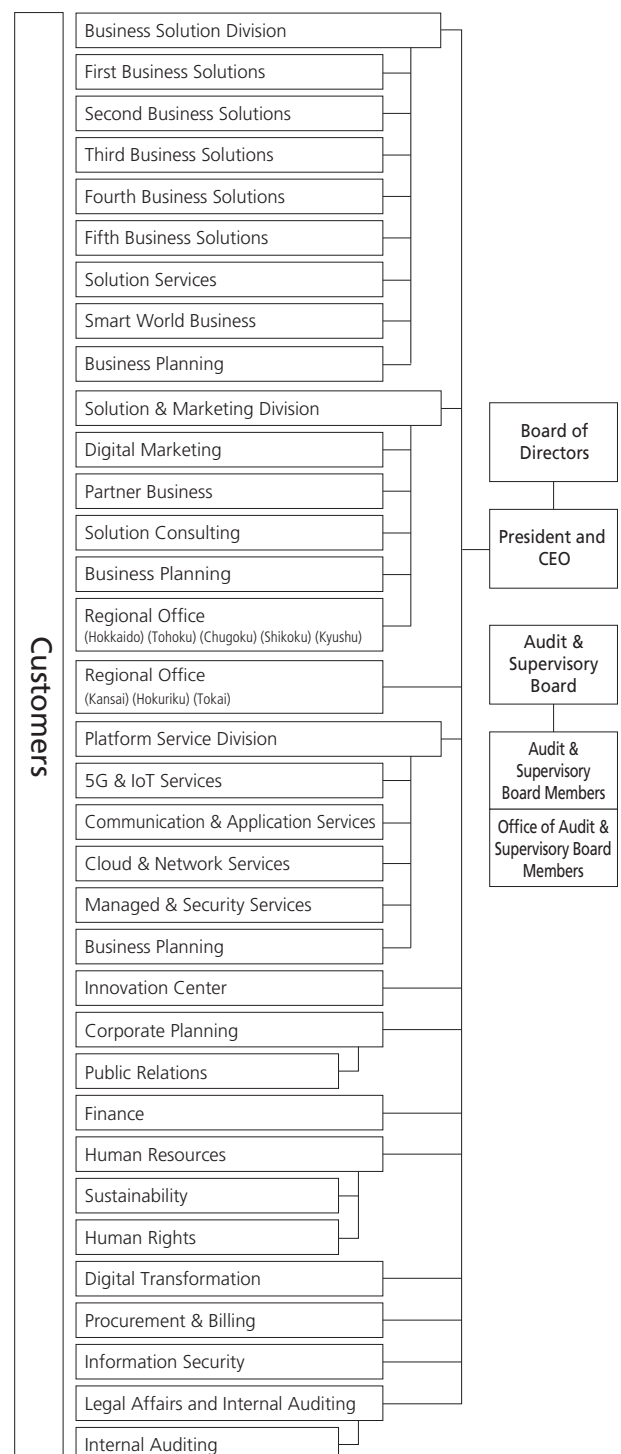 Customers
Business Solution Division
First Business Solutions
Second Business Solutions
Third Business Solutions
Fourth Business Solutions
Fifth Business Solutions
Solution Services
Smart World Business
Business Planning
Solution & Marketing Division
Digital Marketing
Partner Business
Solution Consulting
Business Planning
Regional Office
(Hokkaido) (Tohoku) (Chugoku) (Shikoku) (Kyushu)
Regional Office
(Kansai) (Hokuriku) (Tokai)
Platform Service Division
5G & IoT Services
Communication & Application Services
Cloud & Network Services
Managed & Security Services
Business Planning
Innovation Center
Corporate Planning
Public Relations
Finance
Human Resources
Sustainability
Human Rights
Digital Transformation
Procurement & Billing
Information Security
Legal Affairs and Internal Auditing
Internal Auditing
Board of
Directors
President and
CEO
Audit &
Supervisory
Board
Audit &
Supervisory
Board Members
Office of Audit &
Supervisory Board
Members